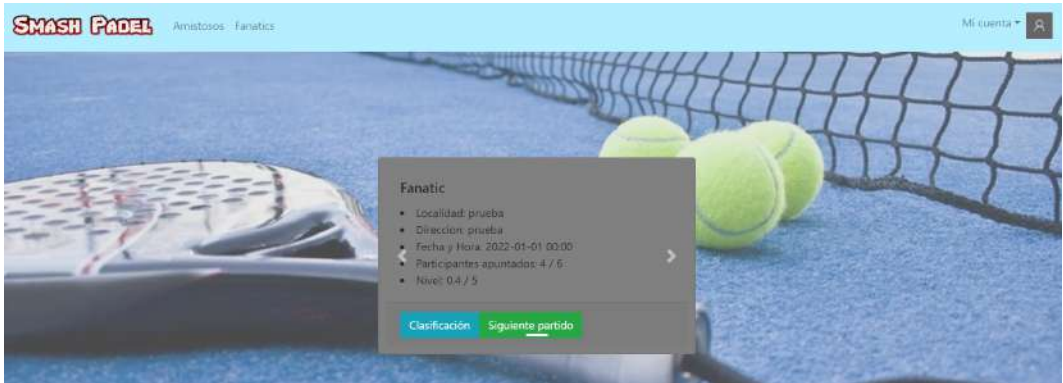 SMASH PADEL
Amistosos Fanatics
Mi cuenta
Fanatic
Localidad: prueba
Direccion: prueba
Fecha y Hora: 2022-01-01 00:00
Participantes apuntados: 4 / 6
Nivel: 0.4 / 5
Clasificación Siguiente partido